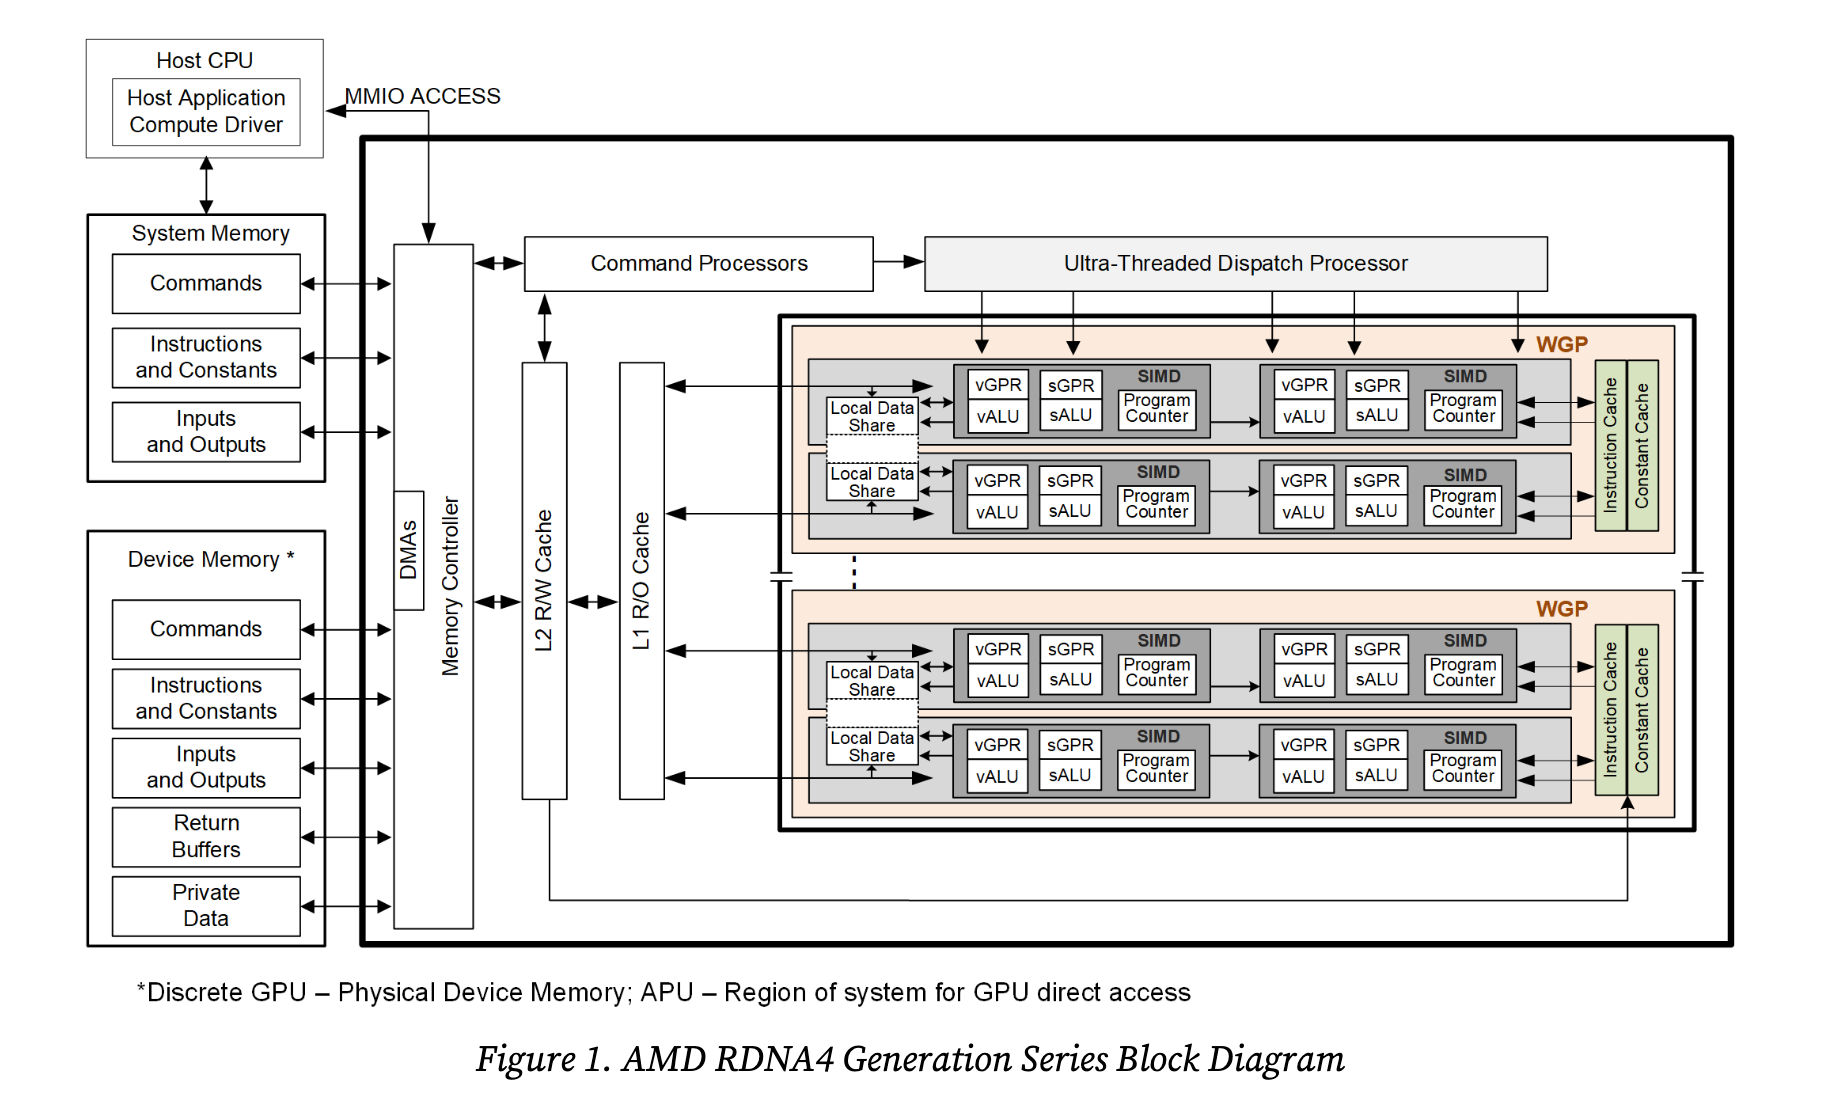 Host CPU
Host Application
Compute Driver
MMIO ACCESS
System Memory
Commands
Instructions
and Constants
Inputs
and Outputs
Device Memory *
Commands
Instructions
and Constants
Inputs
and Outputs
Return
Buffers
Private
Data
DMAs
Memory Controller
Command Processors
Ultra-Threaded Dispatch Processor
L2 R/W Cache
L1 R/O Cache
WGP
Local Data
Share
SIMD
vGPR
vALU
sGPR
sALU
Program
Counter
SIMD
vGPR
vALU
sGPR
sALU
Program
Counter
Local Data
Share
SIMD
vGPR
vALU
sGPR
sALU
Program
Counter
SIMD
vGPR
vALU
sGPR
sALU
Program
Counter
Instruction Cache
Constant Cache
WGP
Local Data
Share
SIMD
vGPR
vALU
sGPR
sALU
Program
Counter
SIMD
vGPR
vALU
sGPR
sALU
Program
Counter
Local Data
Share
SIMD
vGPR
vALU
sGPR
sALU
Program
Counter
SIMD
vGPR
vALU
sGPR
sALU
Program
Counter
Instruction Cache
Constant Cache
*Discrete GPU – Physical Device Memory; APU – Region of system for GPU direct access
Figure 1. AMD RDNA4 Generation Series Block Diagram